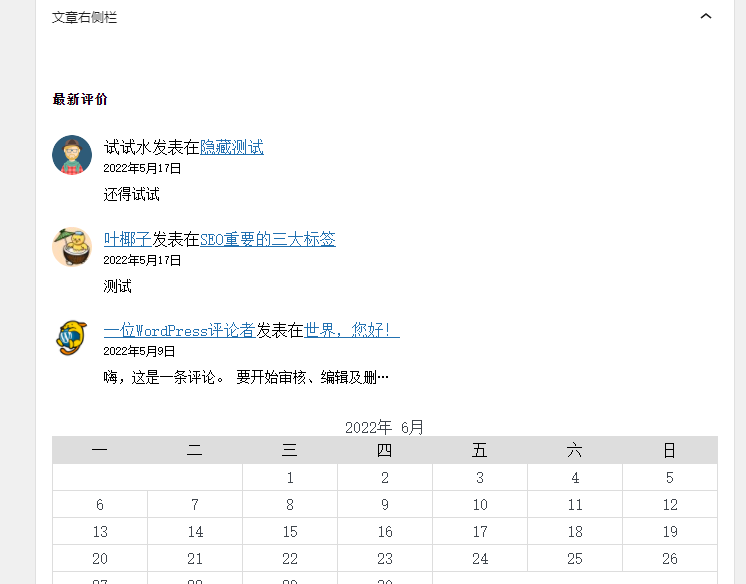 文章右侧栏
最新评价
试试水发表在隐藏测试
2022年5月17日
还得试试
叶椰子发表在SEO重要的三大标签
2022年5月17日
测试
一位WordPress评论者发表在世界，您好！
2022年5月9日
嗨，这是一条评论。 要开始审核、编辑及删…
2022年 6月
一 二 三 四 五 六 日
1 2 3 4 5
6 7 8 9 10 11 12
13 14 15 16 17 18 19
20 21 22 23 24 25 26
27 28 29 30